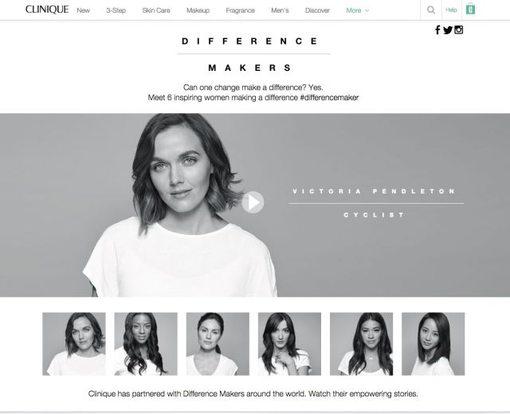 CLINIQUE New 3-Step Skin Care Makeup Fragrance Men's Discover More Help
DIFFERENCE
MAKERS
Can one change make a difference? Yes.
Meet 6 inspiring women making a difference #differencemaker
VICTORIA PENDLETON
CYCLIST
Clinique has partnered with Difference Makers around the world. Watch their empowering stories.